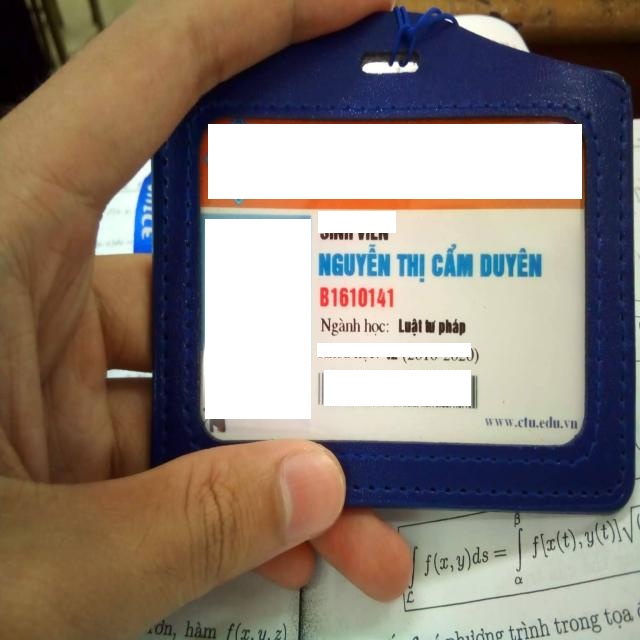 SINH VIÊN
NGUYỄN THỊ CẨM DUYÊN
B1610141
Ngành học: Luật tư pháp
(2016-2020)
www.ctu.edu.vn
∫ f(x,y)ds = ∫ f[x(t),y(t)]√
β
α
C
hàm f(x,y,z)
phương trình trong tọa